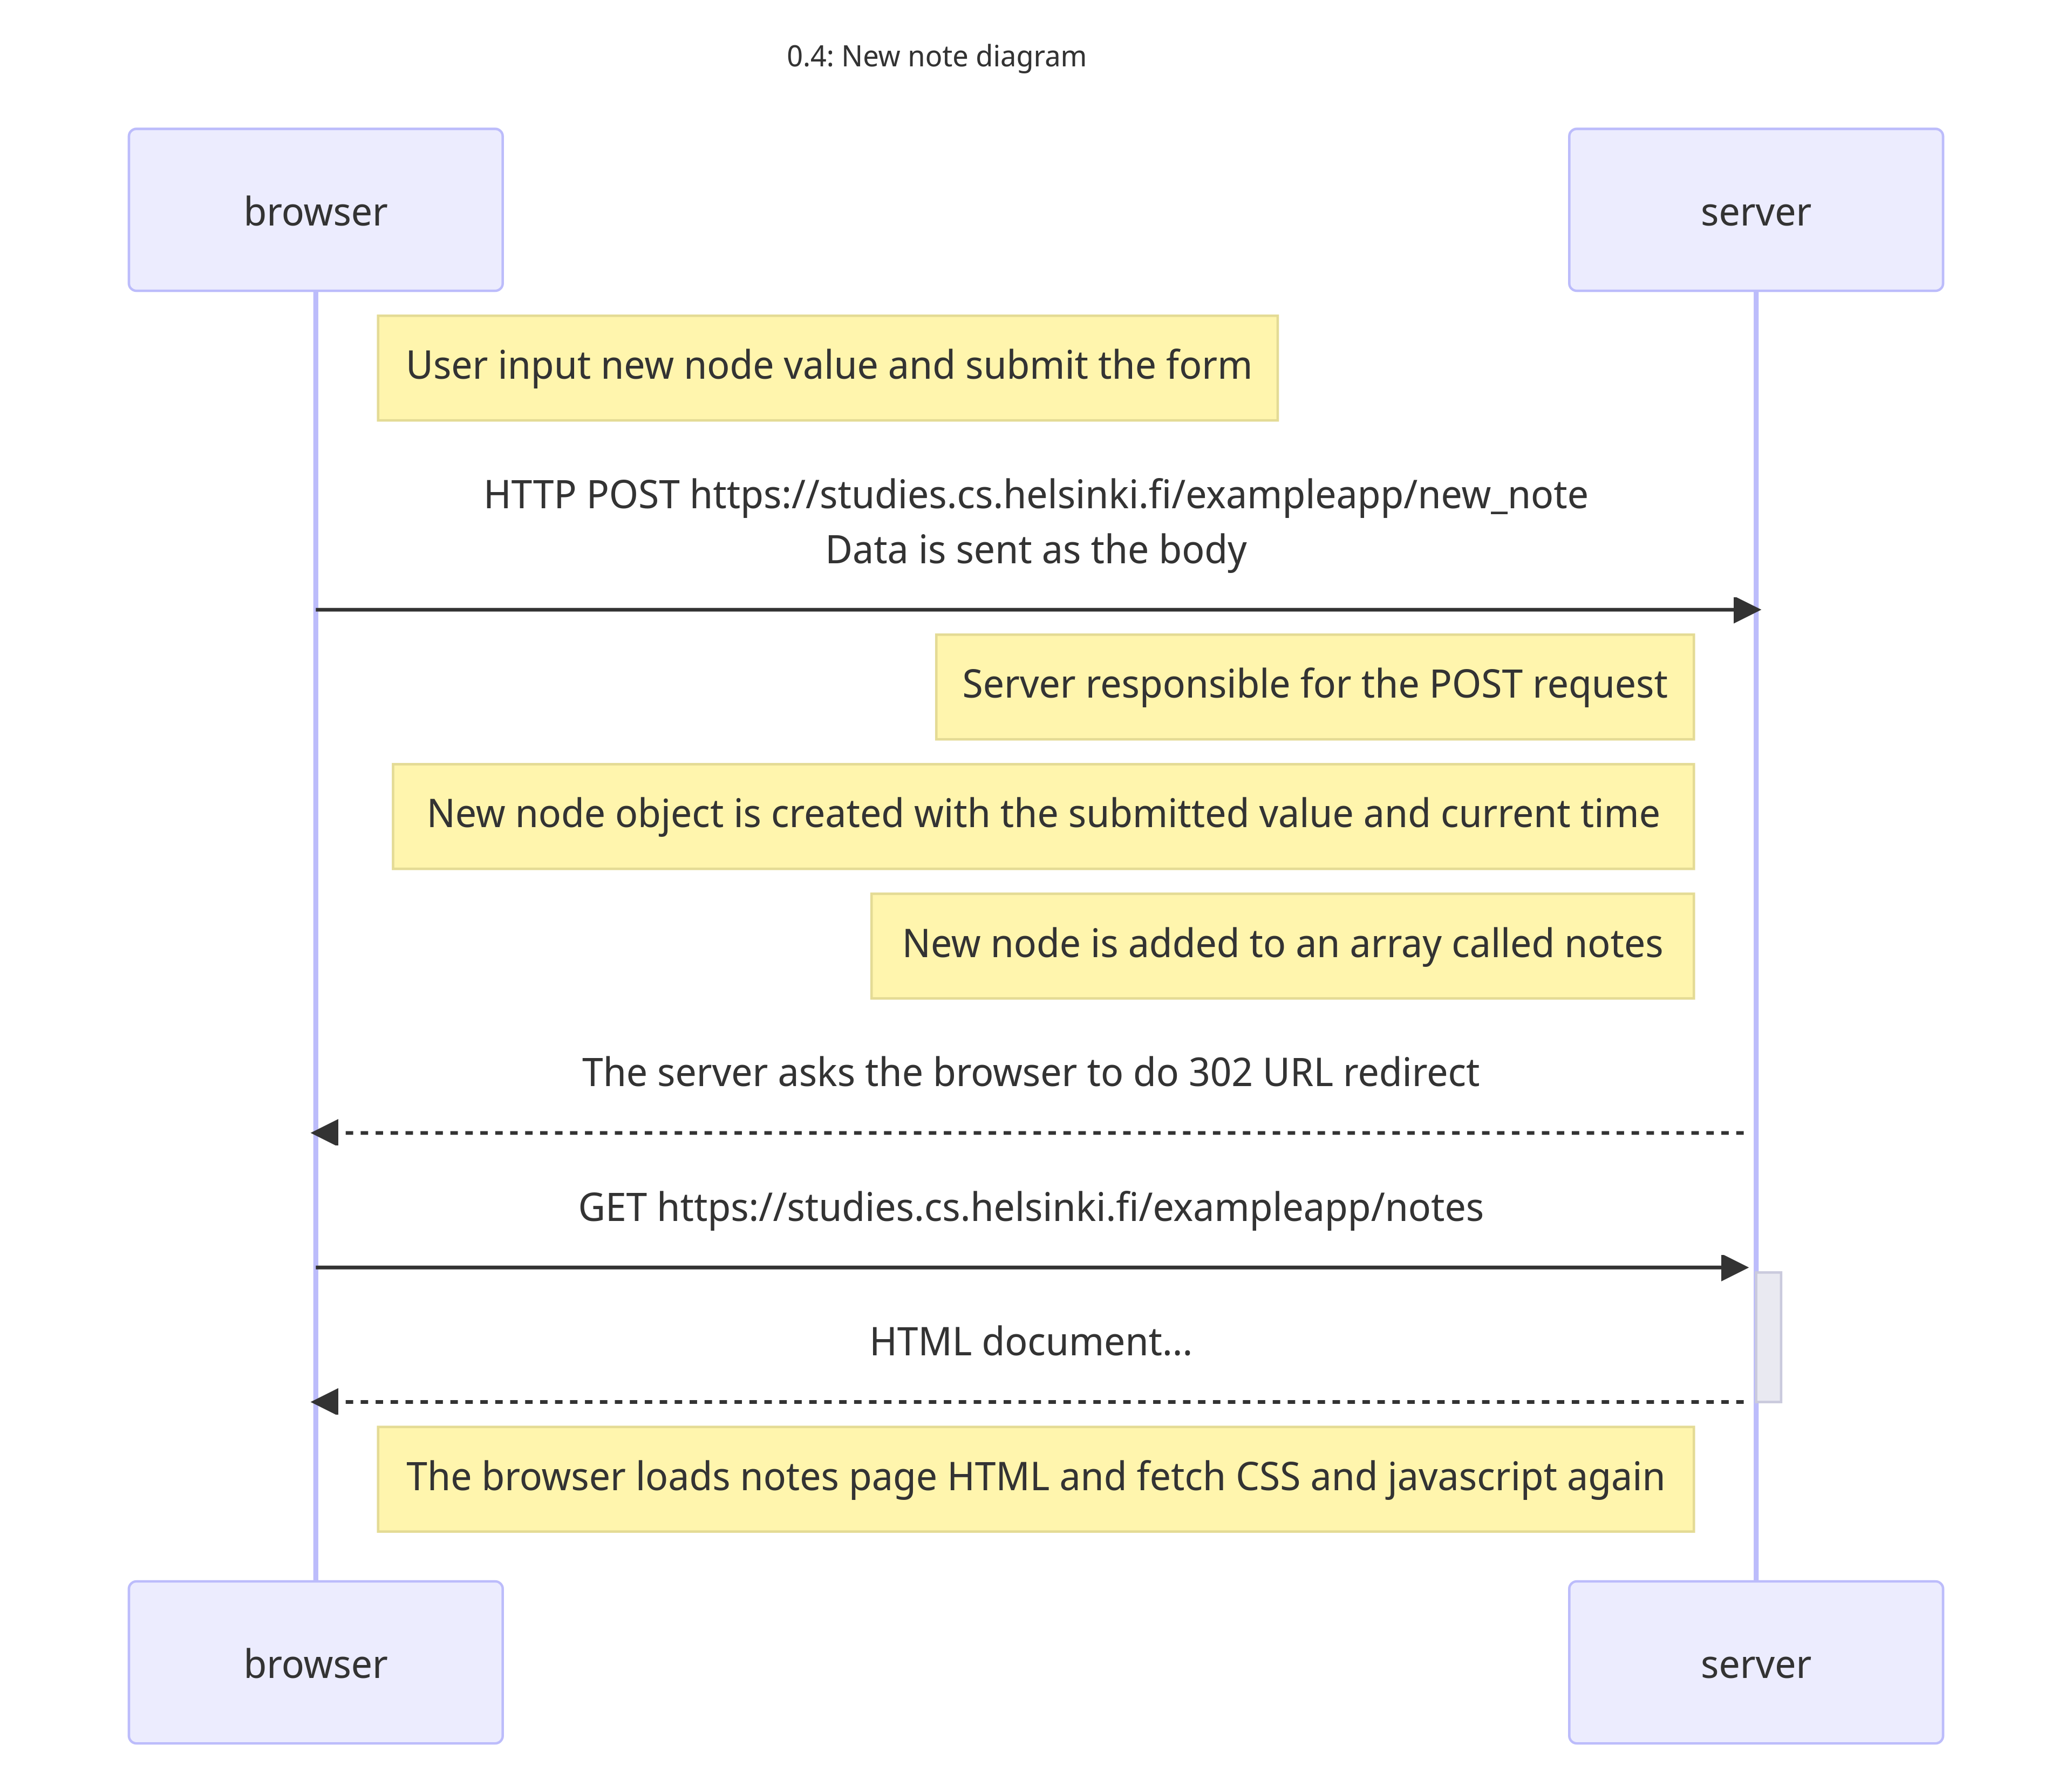 0.4: New note diagram
browser
server
User input new node value and submit the form
HTTP POST https://studies.cs.helsinki.fi/exampleapp/new_note
Data is sent as the body
Server responsible for the POST request
New node object is created with the submitted value and current time
New node is added to an array called notes
The server asks the browser to do 302 URL redirect
GET https://studies.cs.helsinki.fi/exampleapp/notes
HTML document...
The browser loads notes page HTML and fetch CSS and javascript again
browser
server